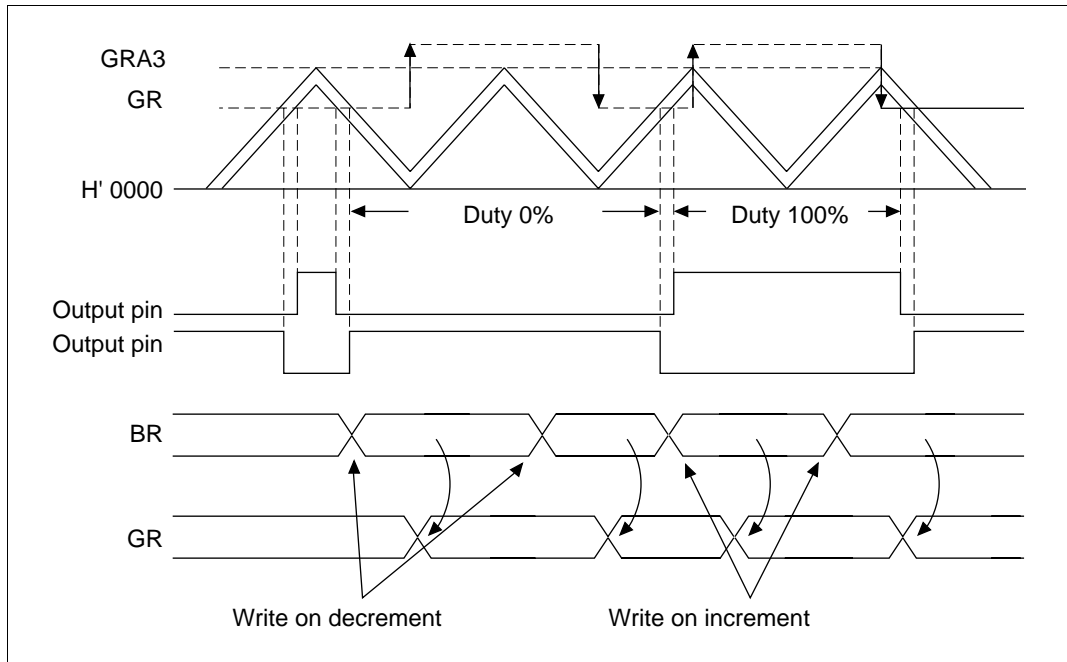 GRA3
GR
H' 0000
Duty 0%
Duty 100%
Output pin
Output pin
BR
GR
Write on decrement
Write on increment